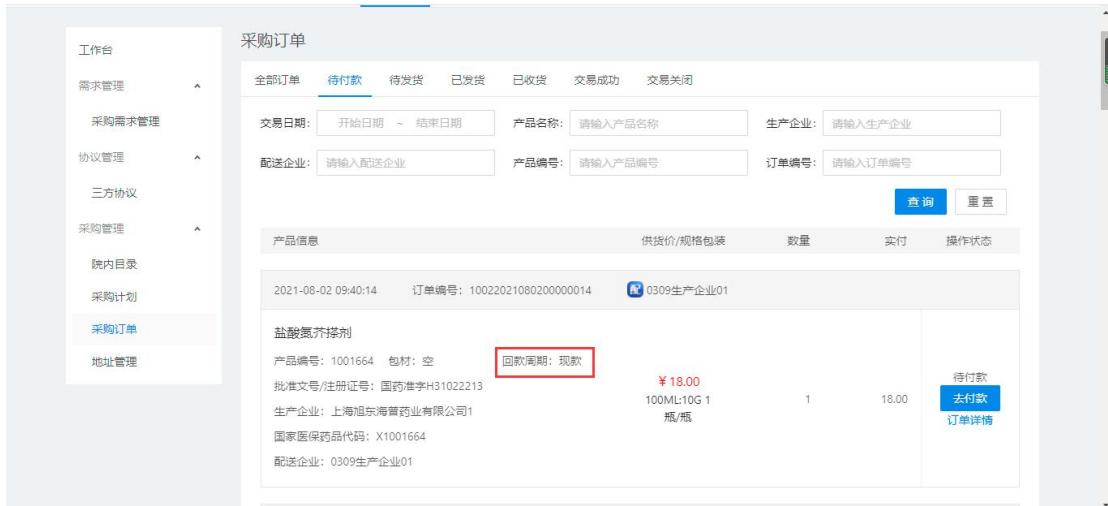 工作台
需求管理
采购需求管理
协议管理
三方协议
采购管理
院内目录
采购计划
采购订单
地址管理
采购订单
全部订单 待付款 待发货 已发货 已收货 交易成功 交易关闭
交易日期： 开始日期 ~ 结束日期 产品名称： 请输入产品名称 生产企业： 请输入生产企业
配送企业： 请输入配送企业 产品编号： 请输入产品编号 订单编号： 请输入订单编号
查询 重置
产品信息 供货价/规格包装 数量 实付 操作状态
2021-08-02 09:40:14 订单编号：10022021080200000014 配 0309生产企业01
盐酸氮芥搽剂
产品编号：1001664 包材：空 回款周期：现款
批准文号/注册证号：国药准字H31022213
生产企业：上海旭东海普药业有限公司1
国家医保药品代码：X1001664
配送企业：0309生产企业01
¥ 18.00
100ML:10G 1
瓶/瓶
1
18.00
待付款
去付款
订单详情